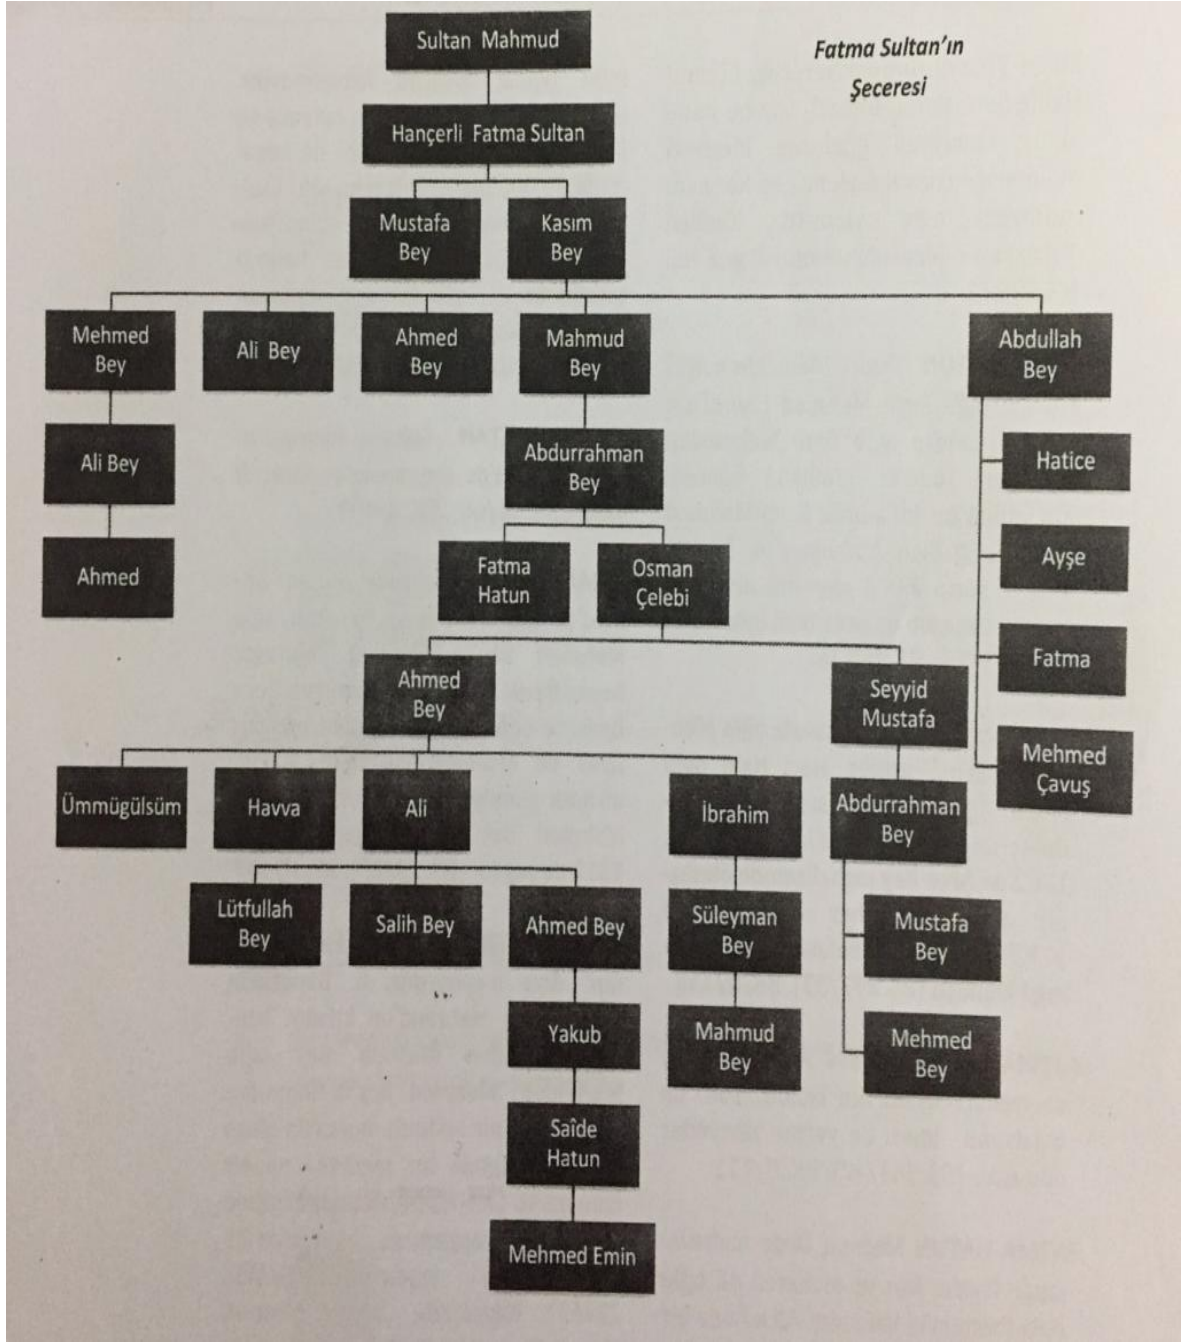 Sultan Mahmud
Fatma Sultan'ın
Şeceresi
Hançerli Fatma Sultan
Mustafa
Bey
Kasım
Bey
Mehmed
Bey
Ali Bey
Ahmed
Bey
Mahmud
Bey
Abdullah
Bey
Ali Bey
Abdurrahman
Bey
Hatice
Ahmed
Fatma
Hatun
Osman
Çelebi
Ayşe
Ahmed
Bey
Seyyid
Mustafa
Fatma
Mehmed
Çavuş
Ümmügülsüm
Havva
Ali
İbrahim
Abdurrahman
Bey
Lütfullah
Bey
Salih Bey
Ahmed Bey
Süleyman
Bey
Mustafa
Bey
Yakub
Mahmud
Bey
Mehmed
Bey
Saîde
Hatun
Mehmed Emin